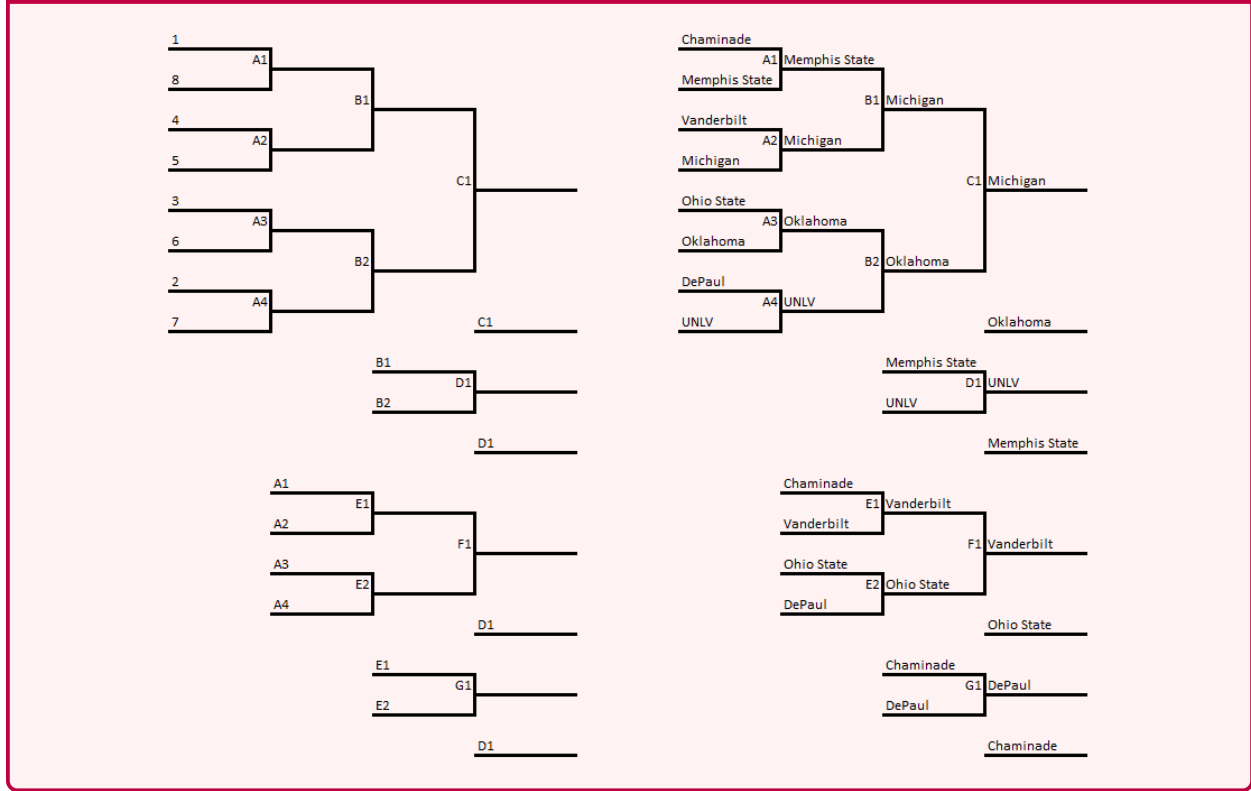 1
A1
8
B1
4
A2
5
C1
3
A3
6
B2
2
A4
7
C1
B1
D1
B2
D1
A1
E1
A2
F1
A3
E2
A4
D1
E1
G1
E2
D1
Chaminade
A1 Memphis State
Memphis State
B1 Michigan
Vanderbilt
A2 Michigan
Michigan
C1 Michigan
Ohio State
A3 Oklahoma
Oklahoma
B2 Oklahoma
DePaul
A4 UNLV
UNLV
Oklahoma
Memphis State
D1 UNLV
UNLV
Memphis State
Chaminade
E1 Vanderbilt
Vanderbilt
F1 Vanderbilt
Ohio State
E2 Ohio State
DePaul
Ohio State
Chaminade
G1 DePaul
DePaul
Chaminade